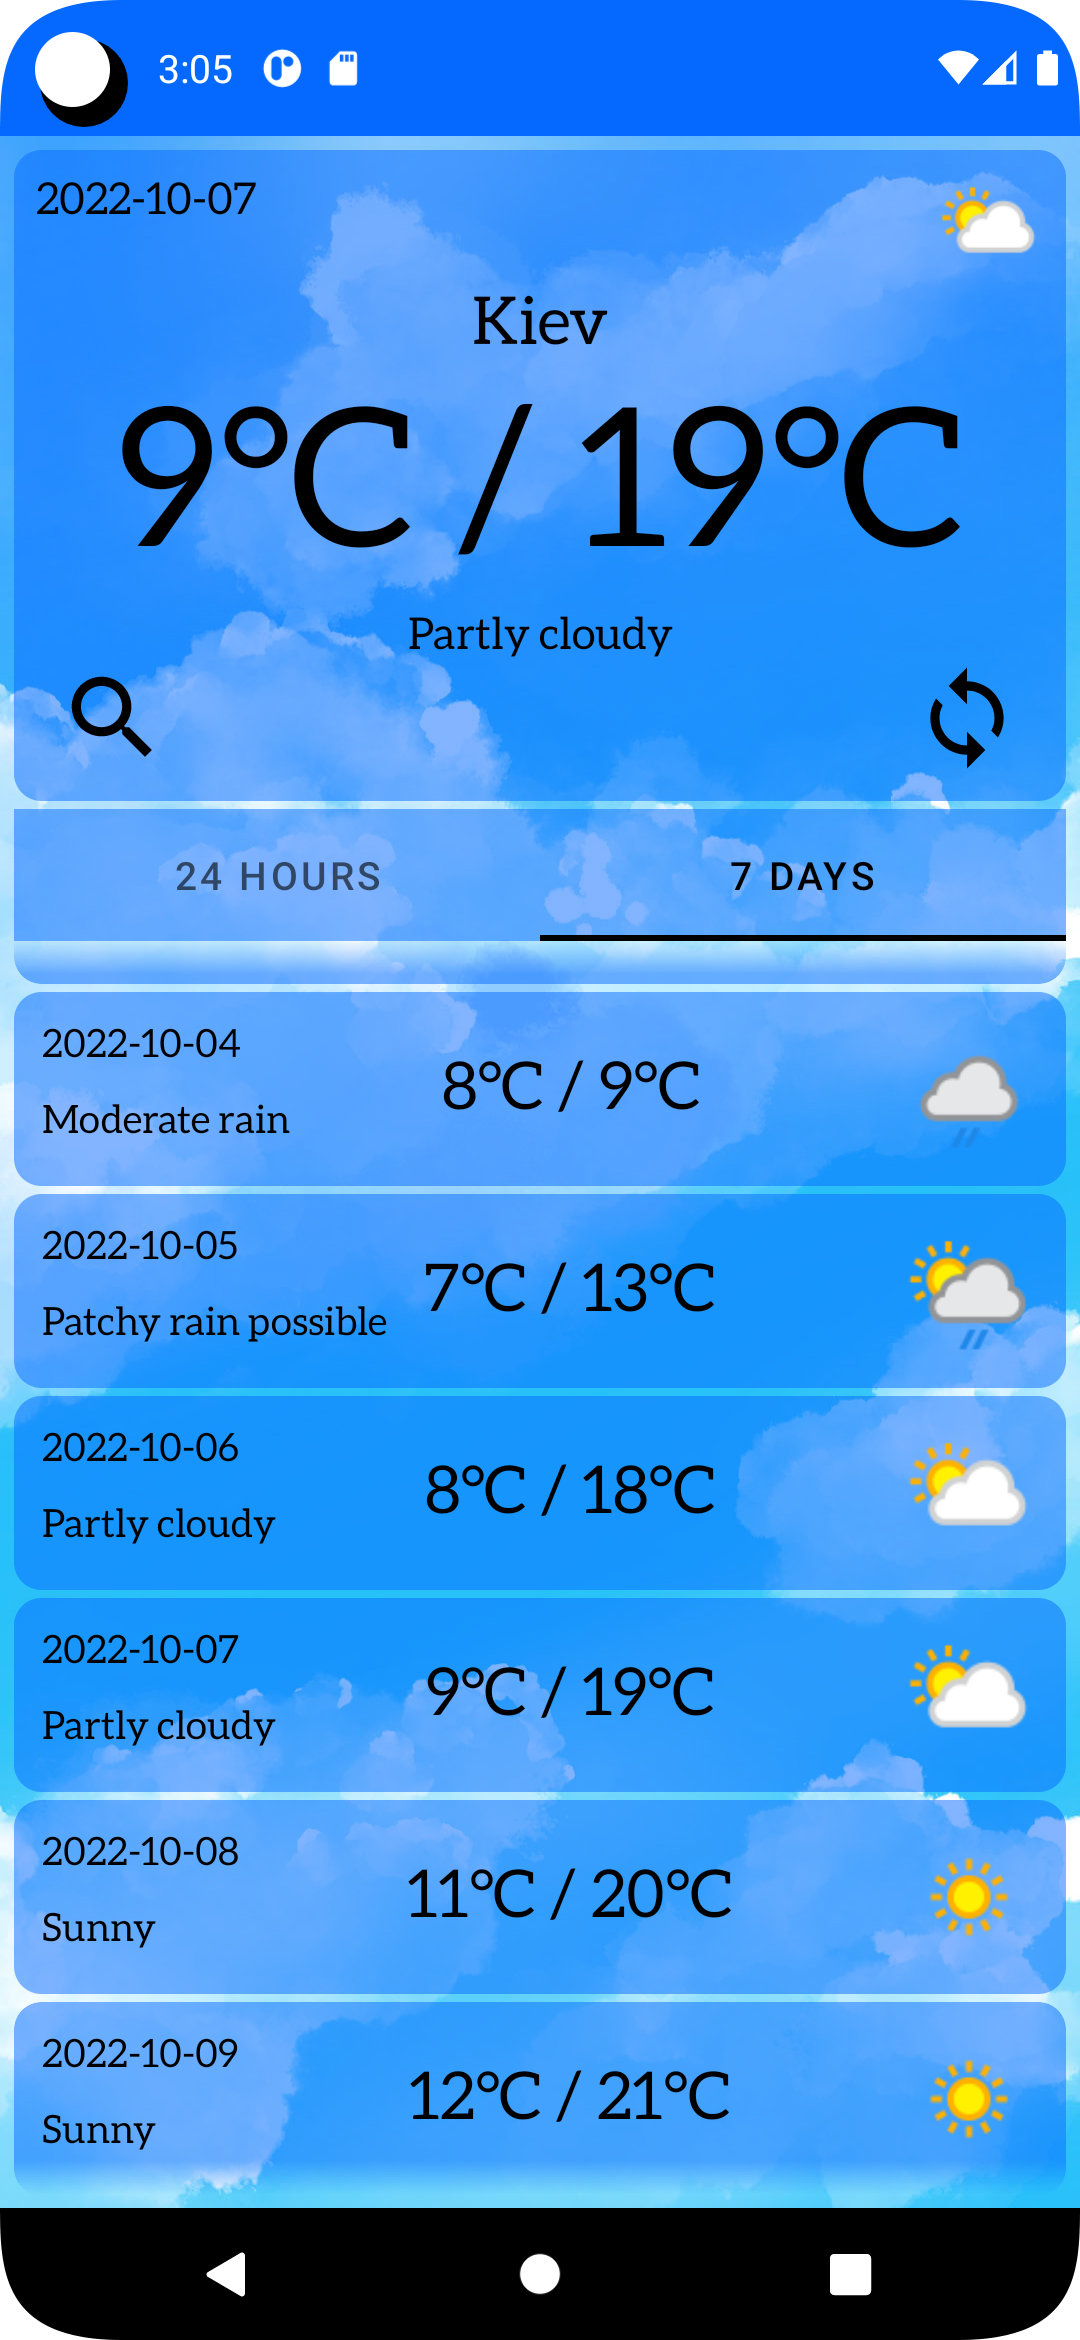 3:05
2022-10-07
Kiev
9°C / 19°C
Partly cloudy
24 HOURS
7 DAYS
2022-10-04
8°C / 9°C
Moderate rain
2022-10-05
7°C / 13°C
Patchy rain possible
2022-10-06
8°C / 18°C
Partly cloudy
2022-10-07
9°C / 19°C
Partly cloudy
2022-10-08
11°C / 20°C
Sunny
2022-10-09
12°C / 21°C
Sunny